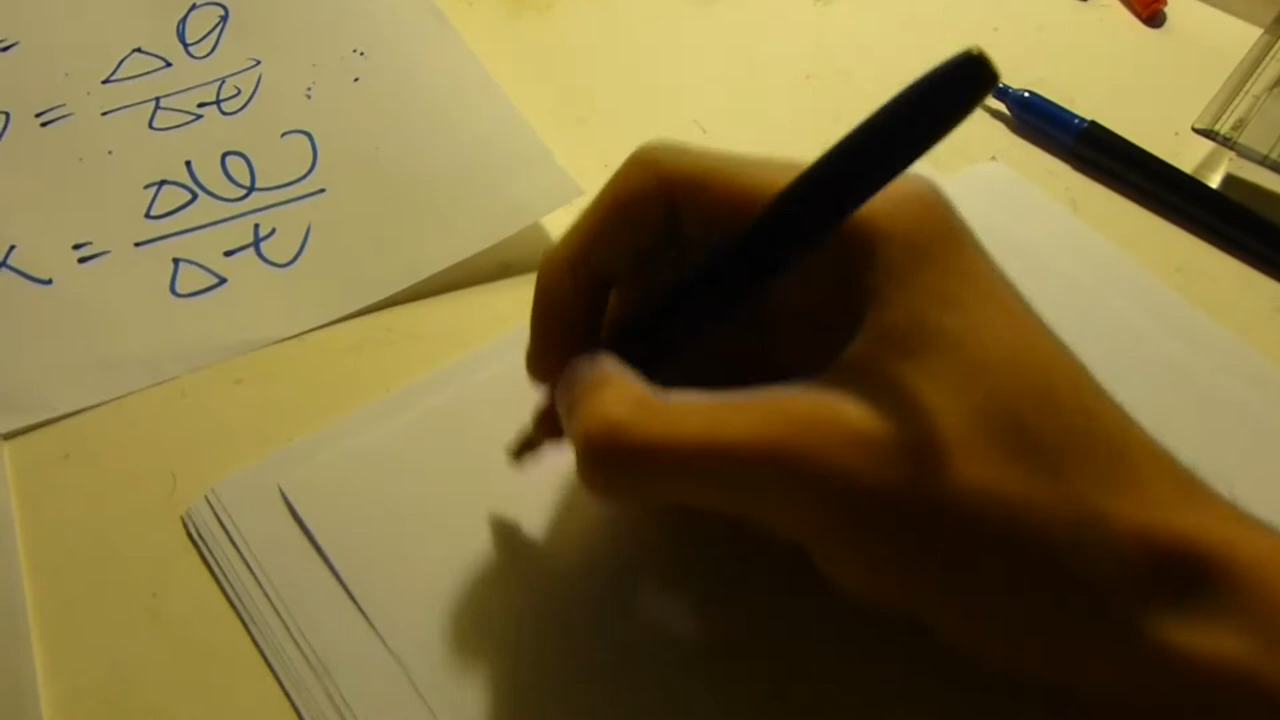 =
= Δθ/Δt
α = Δω/Δt